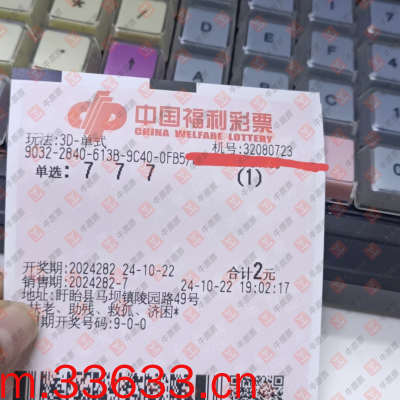 中国福利彩票
CHINA WELFARE LOTTERY
玩法:3D-单式
机号:32080723
9032-2B40-613B-9C40-0FB5
单选: 7 7 7 (1)
开奖期:2024282 24-10-22 合计2元
销售期:2024282-7 24-10-22 19:02:17
地址:盱眙县马坝镇陵园路49号
老、助残、救孤、济困*
期开奖号码:9-0-0
m.33633.cn
牛彩票